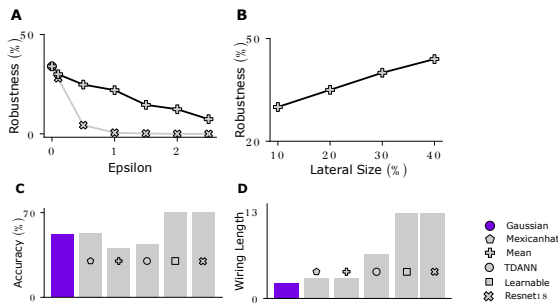 A
50
Robustness (%)
0
0
1
2
Epsilon
B
50
Robustness (%)
20
10
20
30
40
Lateral Size (%)
C
70
Accuracy (%)
0
D
13
Wiring Length
0
Gaussian
Mexicanhat
Mean
TDANN
Learnable
Resnet18